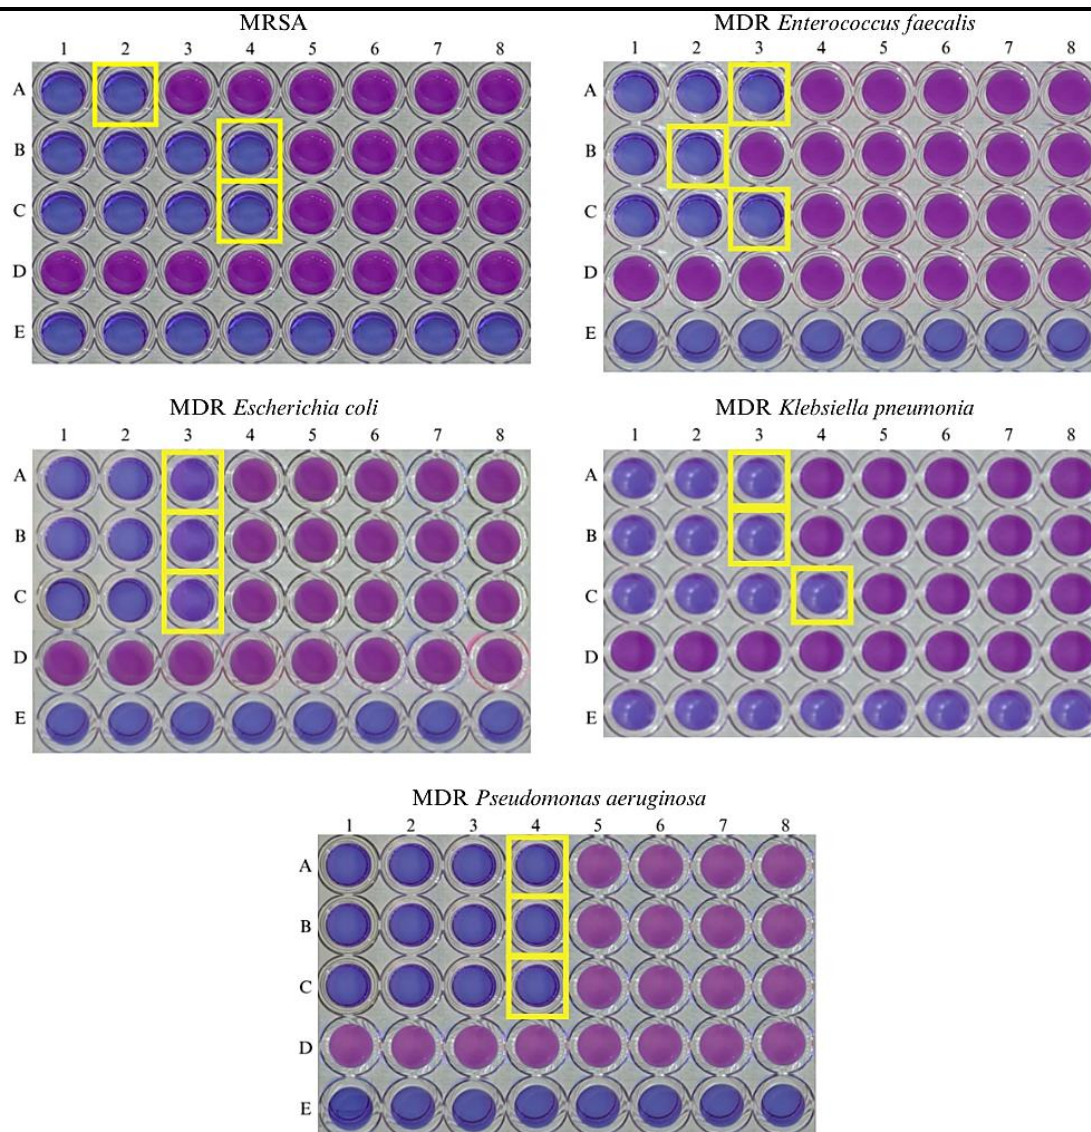 MRSA
1 2 3 4 5 6 7 8
A
B
C
D
E
MDR Enterococcus faecalis
1 2 3 4 5 6 7 8
A
B
C
D
E
MDR Escherichia coli
1 2 3 4 5 6 7 8
A
B
C
D
E
MDR Klebsiella pneumonia
1 2 3 4 5 6 7 8
A
B
C
D
E
MDR Pseudomonas aeruginosa
1 2 3 4 5 6 7 8
A
B
C
D
E